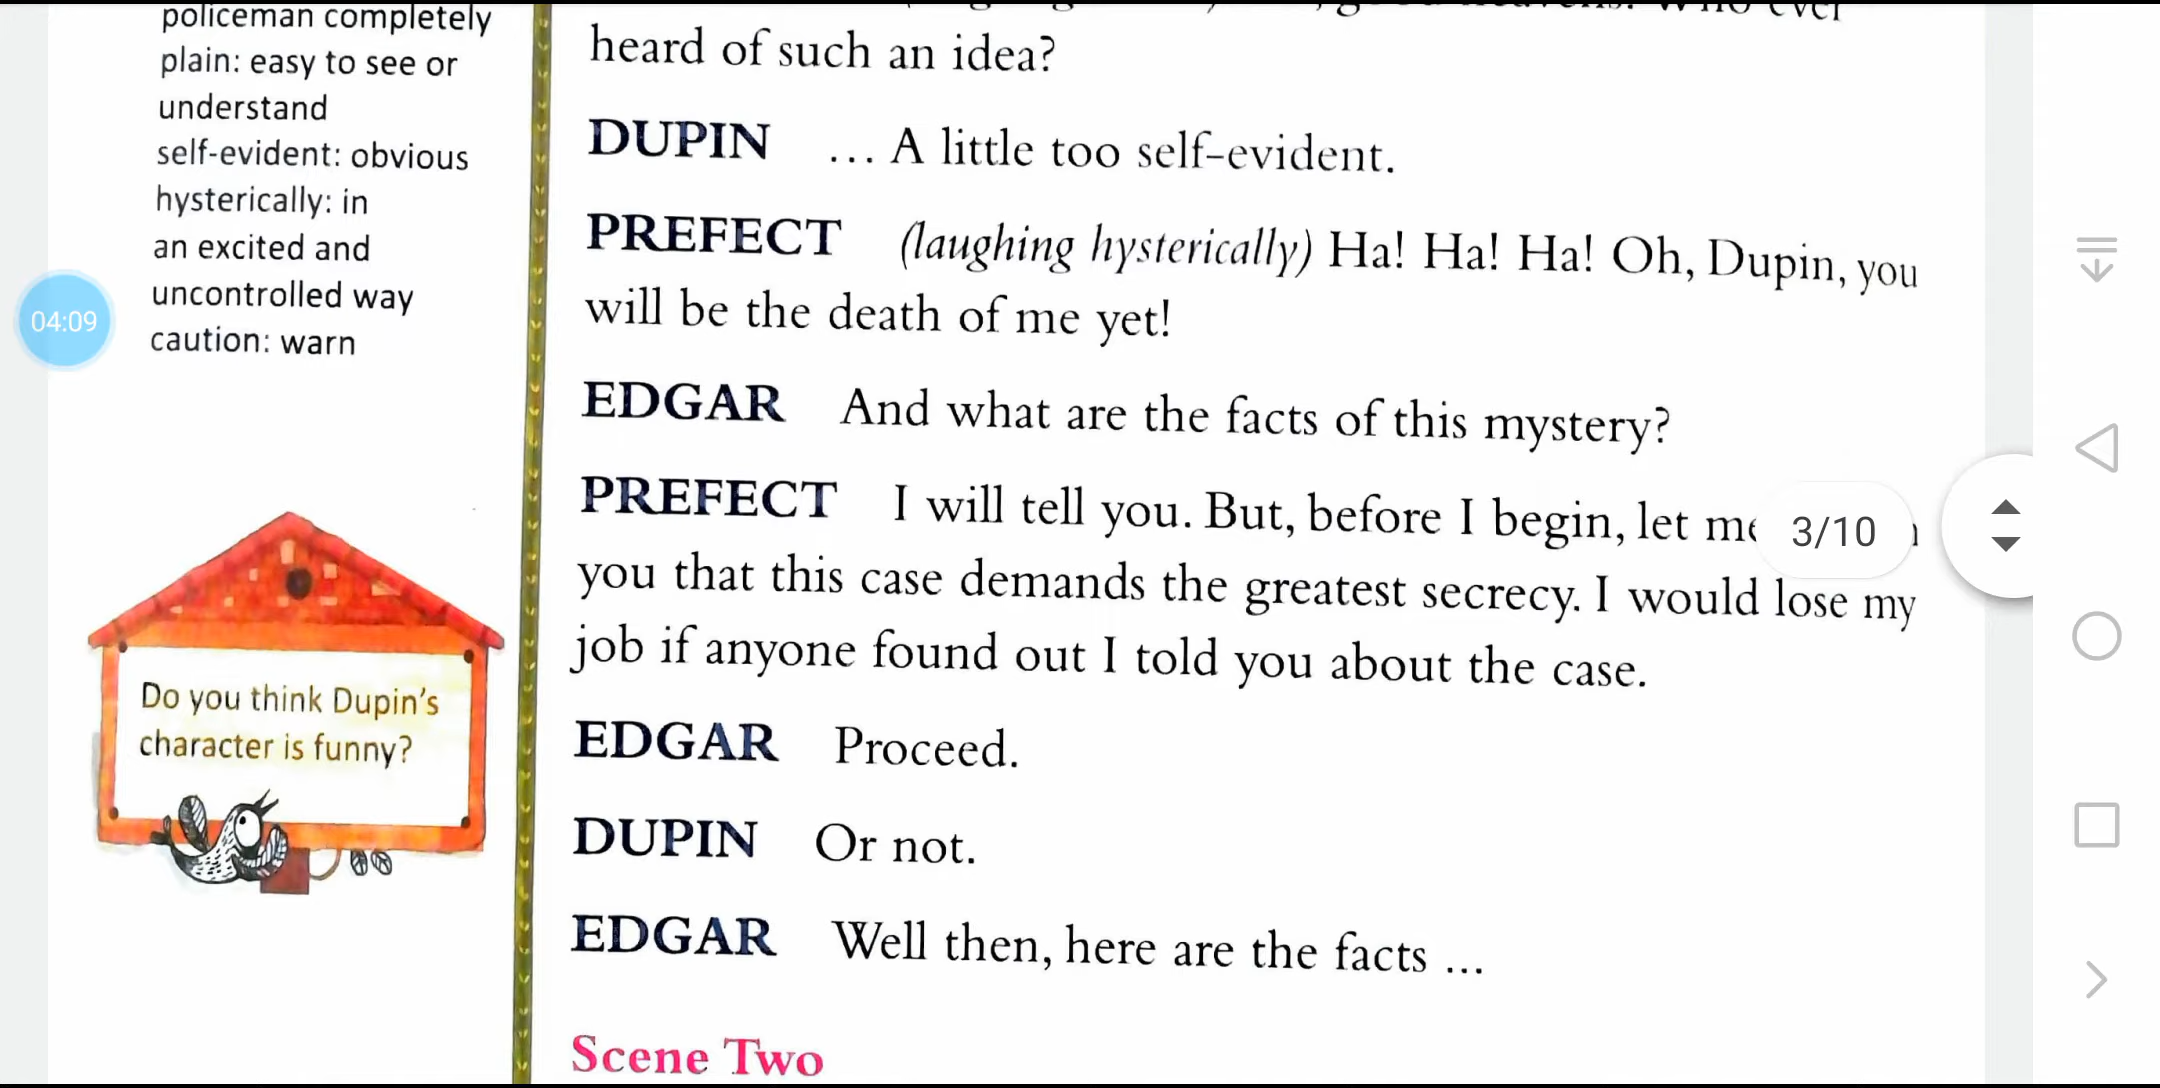 policeman completely
plain: easy to see or
understand
self-evident: obvious
hysterically: in
an excited and
uncontrolled way
caution: warn
04:09
Do you think Dupin's
character is funny?
ever
heard of such an idea?
DUPIN ... A little too self-evident.
PREFECT (laughing hysterically) Ha! Ha! Ha! Oh, Dupin, you
will be the death of me yet!
EDGAR And what are the facts of this mystery?
PREFECT I will tell you. But, before I begin, let me
you that this case demands the greatest secrecy. I would lose my
job if anyone found out I told you about the case.
EDGAR Proceed.
DUPIN Or not.
EDGAR Well then, here are the facts ...
Scene Two
3/10